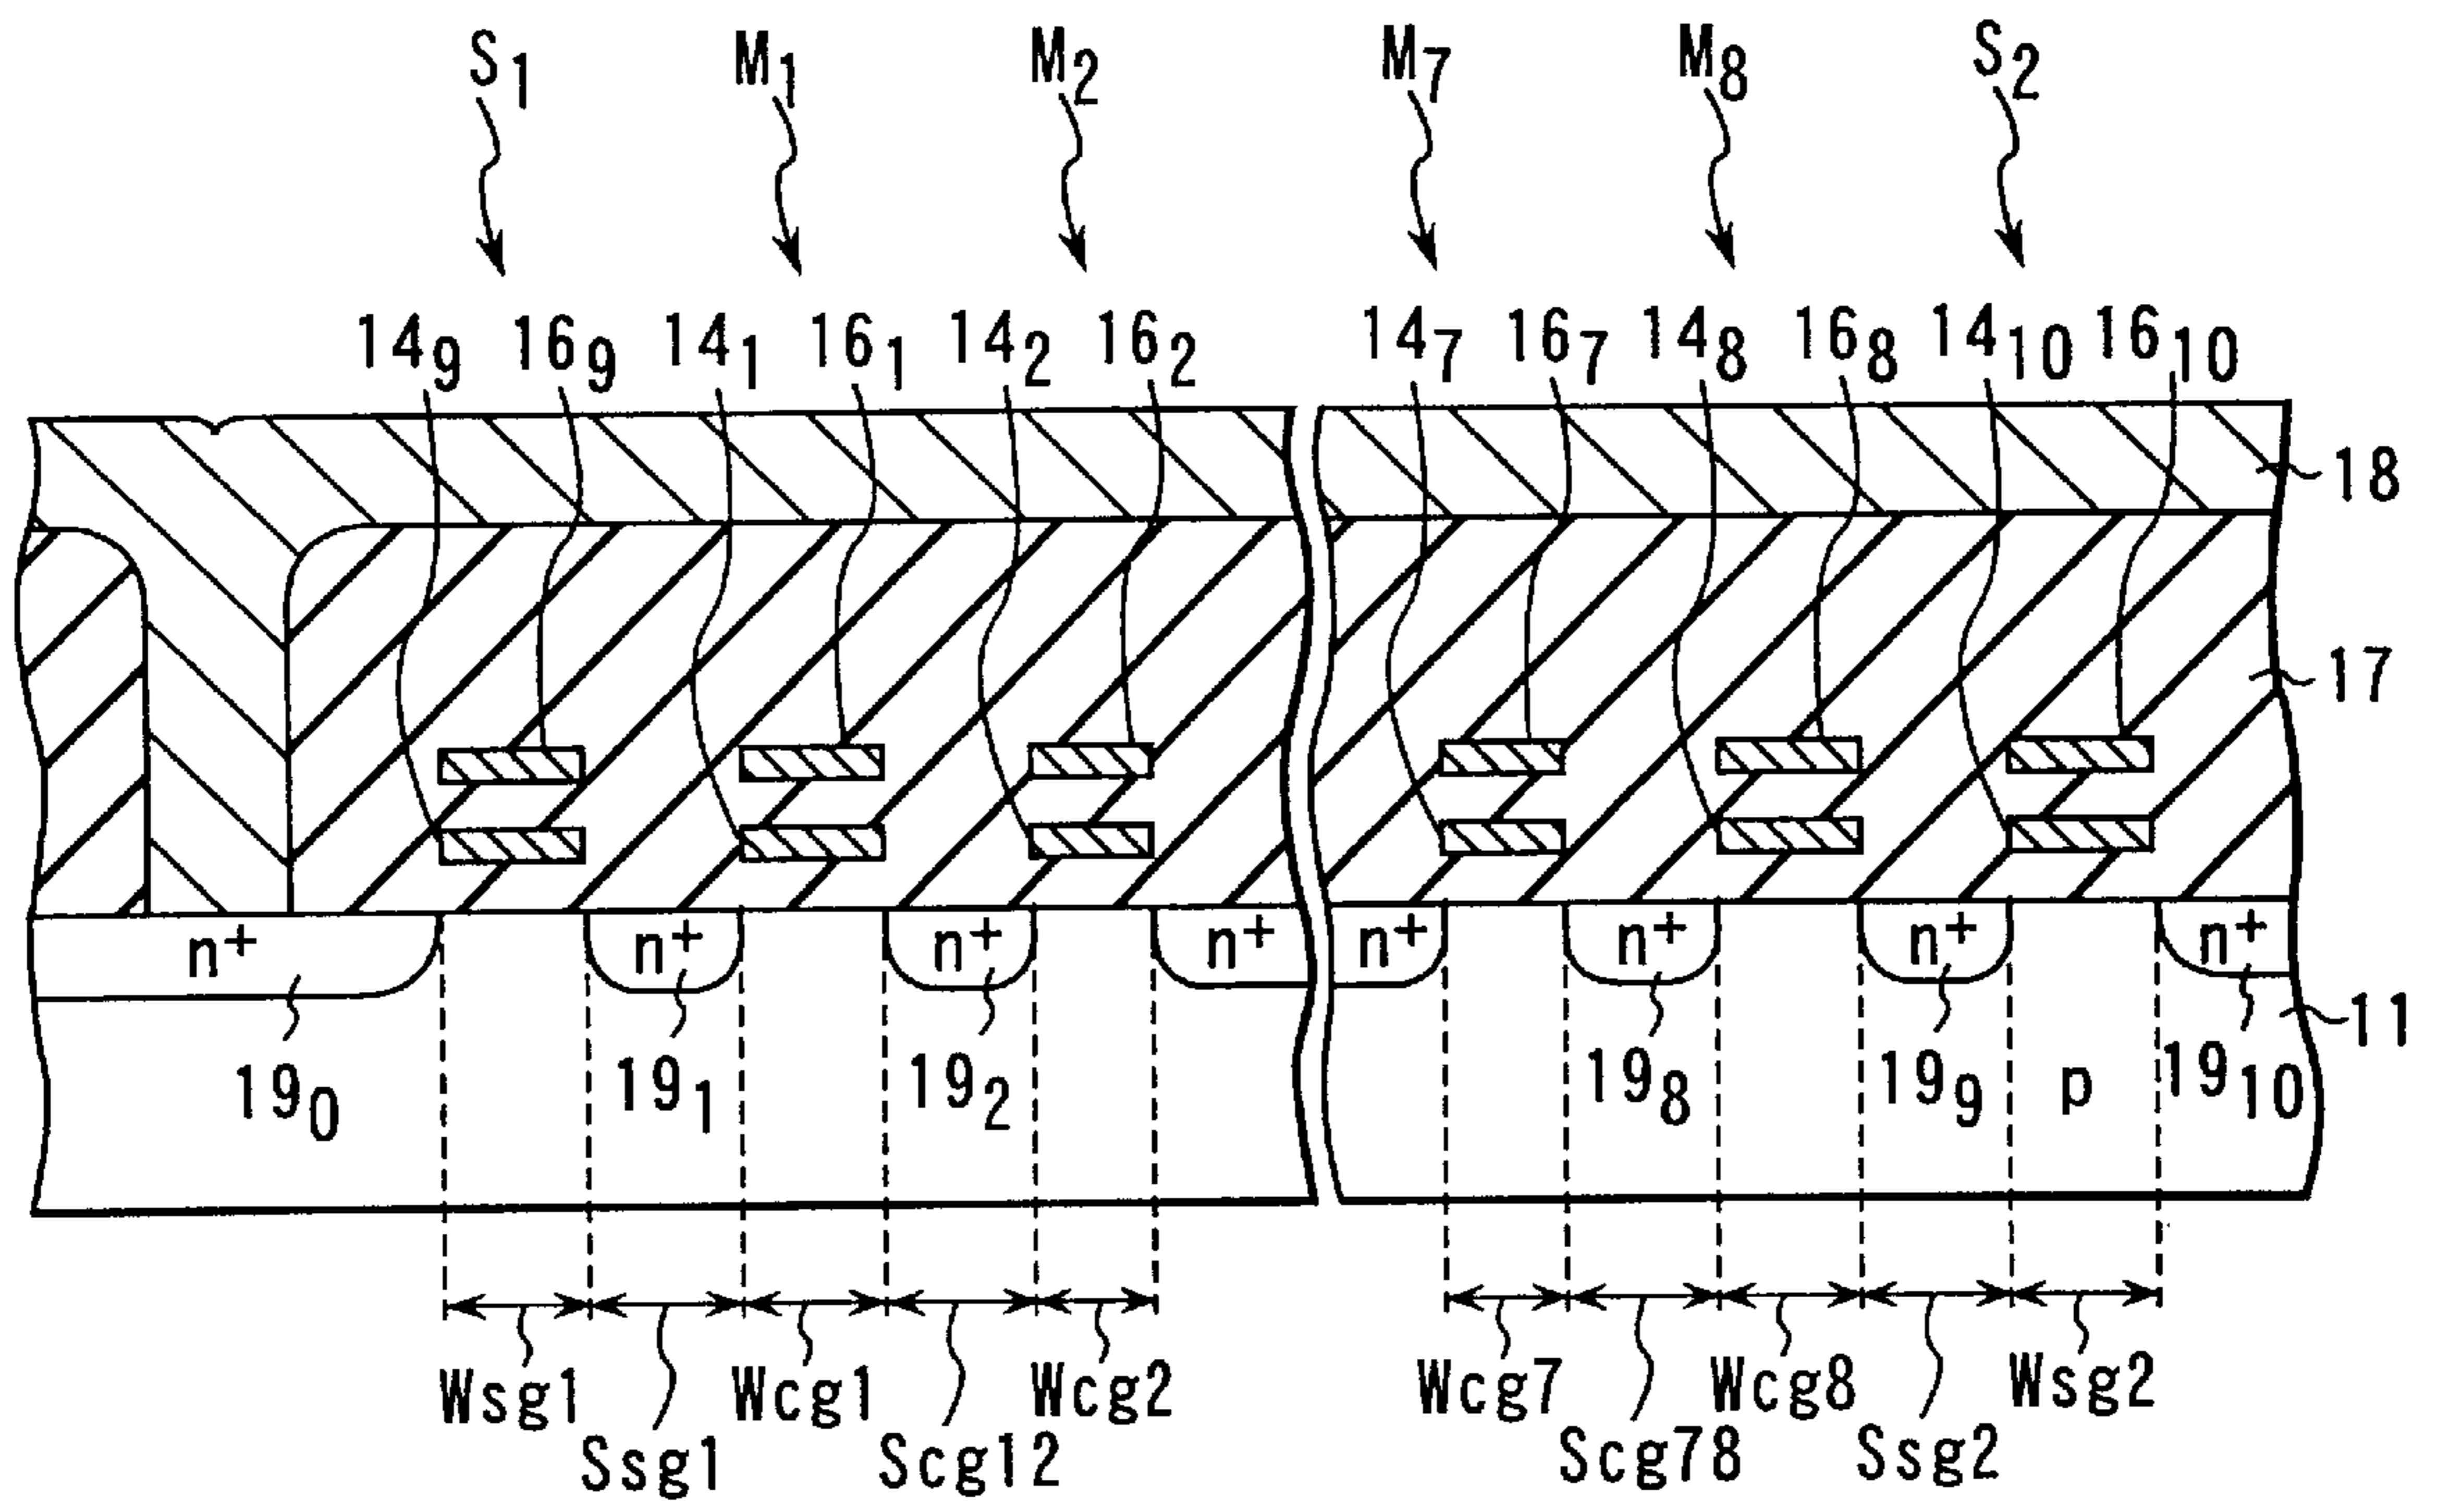 S₁ M₁ M₂ M₇ M₈ S₂
14₉ 16₉ 14₁ 16₁ 14₂ 16₂ 14₇ 16₇ 14₈ 16₈ 14₁₀ 16₁₀
18
17
n⁺ n⁺ n⁺ n⁺ n⁺ n⁺ n⁺ n⁺
11
19₀ 19₁ 19₂ 19₈ 19₉ p 19₁₀
Wsg1 Wcg1 Wcg2 Wcg7 Wcg8 Wsg2
Ssg1 Scg12 Scg78 Ssg2